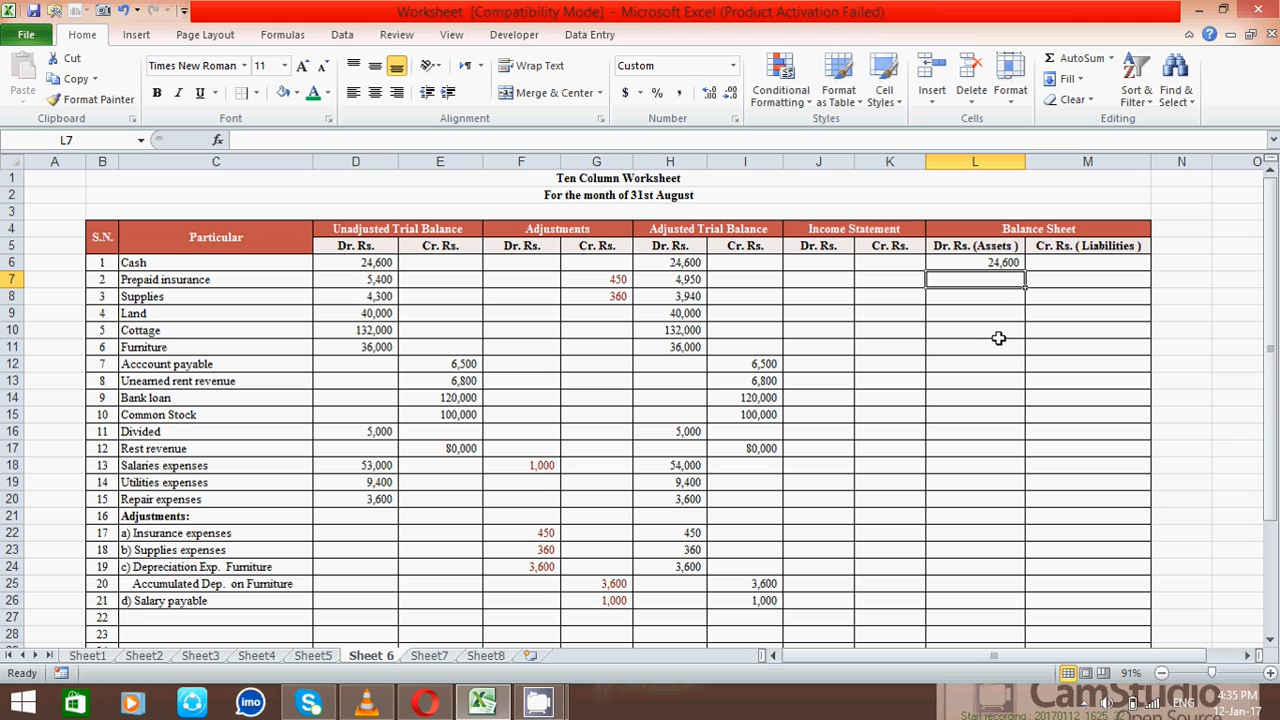 Worksheet [Compatibility Mode] - Microsoft Excel (Product Activation Failed)
File Home Insert Page Layout Formulas Data Review View Developer Data Entry
Paste Cut Copy Format Painter Clipboard
Times New Roman 11 A A B I U A Font
Wrap Text Merge & Center Alignment
Custom $ % , Number
Conditional Formatting Format as Table Cell Styles Styles
Insert Delete Format Cells
Σ AutoSum Fill Clear Sort & Filter Find & Select Editing
L7 fx
A B C D E F G H I J K L M N O
1 Ten Column Worksheet
2 For the month of 31st August
3
4 S.N. Particular Unadjusted Trial Balance Adjustments Adjusted Trial Balance Income Statement Balance Sheet
5 Dr. Rs. Cr. Rs. Dr. Rs. Cr. Rs. Dr. Rs. Cr. Rs. Dr. Rs. Cr. Rs. Dr. Rs. (Assets ) Cr. Rs. ( Liabilities )
6 1 Cash 24,600 24,600 24,600
7 2 Prepaid insurance 5,400 450 4,950
8 3 Supplies 4,300 360 3,940
9 4 Land 40,000 40,000
10 5 Cottage 132,000 132,000
11 6 Furniture 36,000 36,000
12 7 Acccount payable 6,500 6,500
13 8 Unearned rent revenue 6,800 6,800
14 9 Bank loan 120,000 120,000
15 10 Common Stock 100,000 100,000
16 11 Divided 5,000 5,000
17 12 Rest revenue 80,000 80,000
18 13 Salaries expenses 53,000 1,000 54,000
19 14 Utilities expenses 9,400 9,400
20 15 Repair expenses 3,600 3,600
21 16 Adjustments:
22 17 a) Insurance expenses 450 450
23 18 b) Supplies expenses 360 360
24 19 c) Depreciation Exp. Furniture 3,600 3,600
25 20 Accumulated Dep. on Furniture 3,600 3,600
26 21 d) Salary payable 1,000 1,000
27 22
28 23
Sheet1 Sheet2 Sheet3 Sheet4 Sheet5 Sheet 6 Sheet7 Sheet8
Ready 91%
imo CamStudio ENG 4:35 PM
Start recording : 20170112_1625_3 12-Jan-17